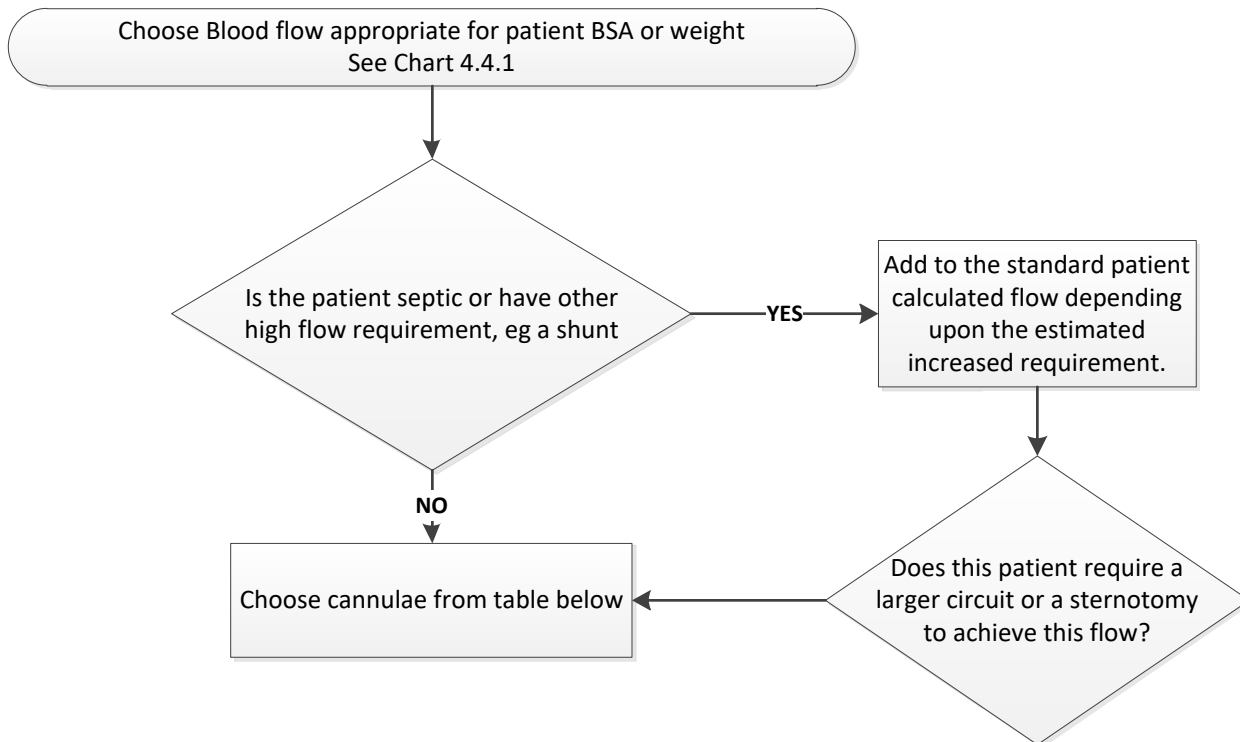 Choose Blood flow appropriate for patient BSA or weight
See Chart 4.4.1
Is the patient septic or have other
high flow requirement, eg a shunt
YES
Add to the standard patient
calculated flow depending
upon the estimated
increased requirement.
NO
Choose cannulae from table below
Does this patient require a
larger circuit or a sternotomy
to achieve this flow?